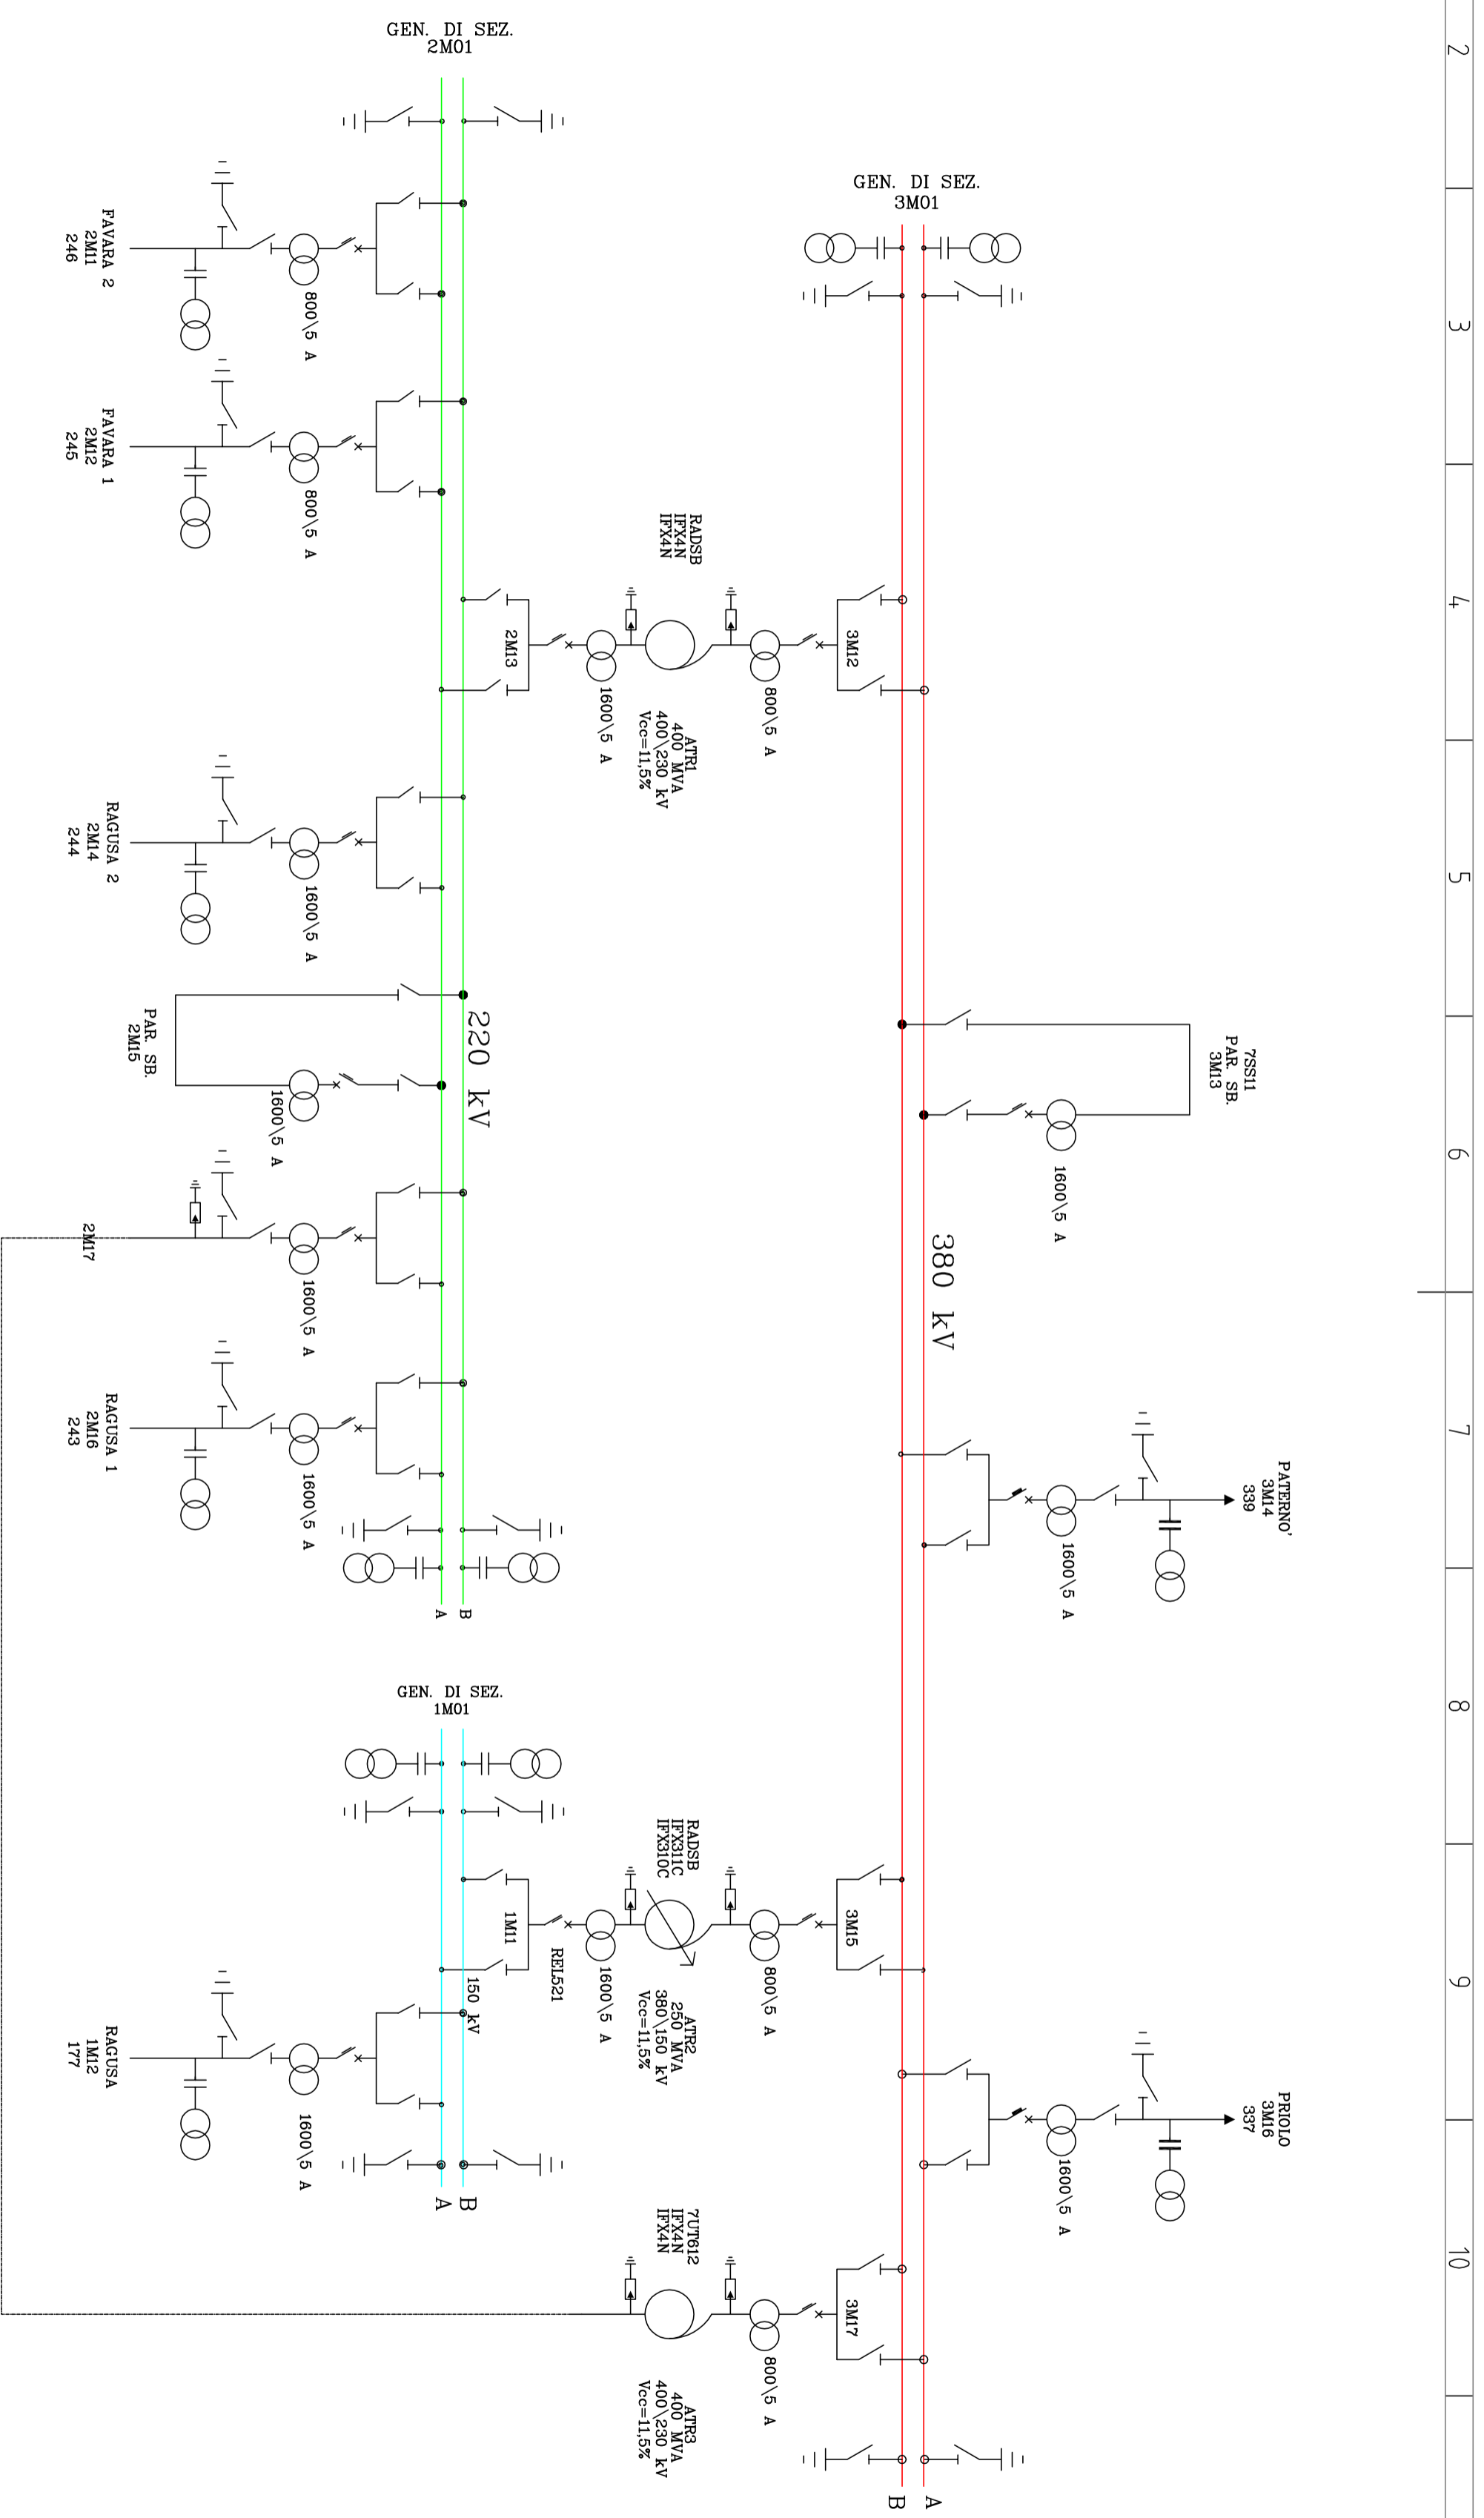 2
3
4
5
6
7
8
9
10
GEN. DI SEZ.
2M01
GEN. DI SEZ.
3M01
FAVARA 2
2M11
246
800\5 A
FAVARA 1
2M12
245
800\5 A
RADSB
IFX4N
IFX4N
2M13
1600\5 A
3M12
800\5 A
ATR1
400 MVA
400\230 kV
Vcc=11,5%
RAGUSA 2
2M14
244
1600\5 A
PAR. SB.
2M15
1600\5 A
220 kV
7SS11
PAR. SB.
3M13
1600\5 A
380 kV
2M17
1600\5 A
RAGUSA 1
2M16
243
1600\5 A
A
B
PATERNO'
3M14
339
1600\5 A
GEN. DI SEZ.
1M01
RADSB
IFX311C
IFX310C
1M11
REL521
1600\5 A
3M15
800\5 A
ATR2
250 MVA
380\150 kV
Vcc=11,5%
150 kV
RAGUSA
1M12
177
1600\5 A
A
B
PRIOLO
3M16
337
1600\5 A
7UT612
IFX4N
IFX4N
3M17
800\5 A
ATR3
400 MVA
400\230 kV
Vcc=11,5%
B
A